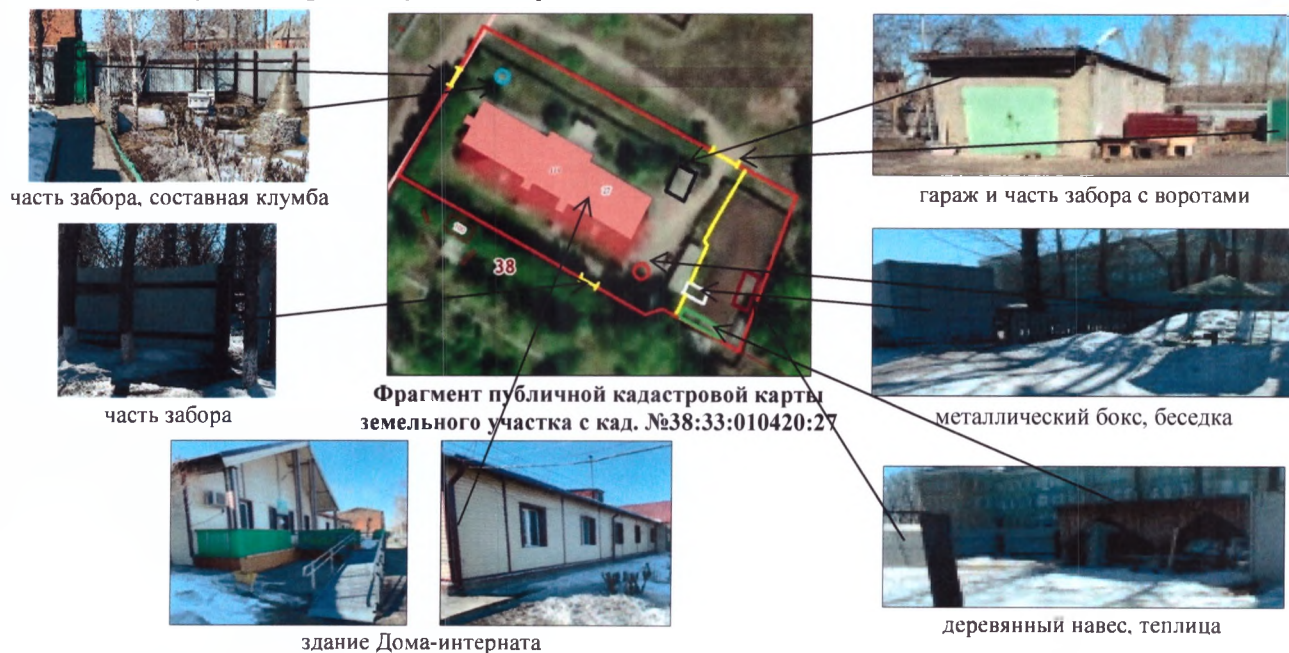 часть забора, составная клумба
гараж и часть забора с воротами
38
часть забора
Фрагмент публичной кадастровой карты
земельного участка с кад. №38:33:010420:27
металлический бокс, беседка
здание Дома-интерната
деревянный навес, теплица